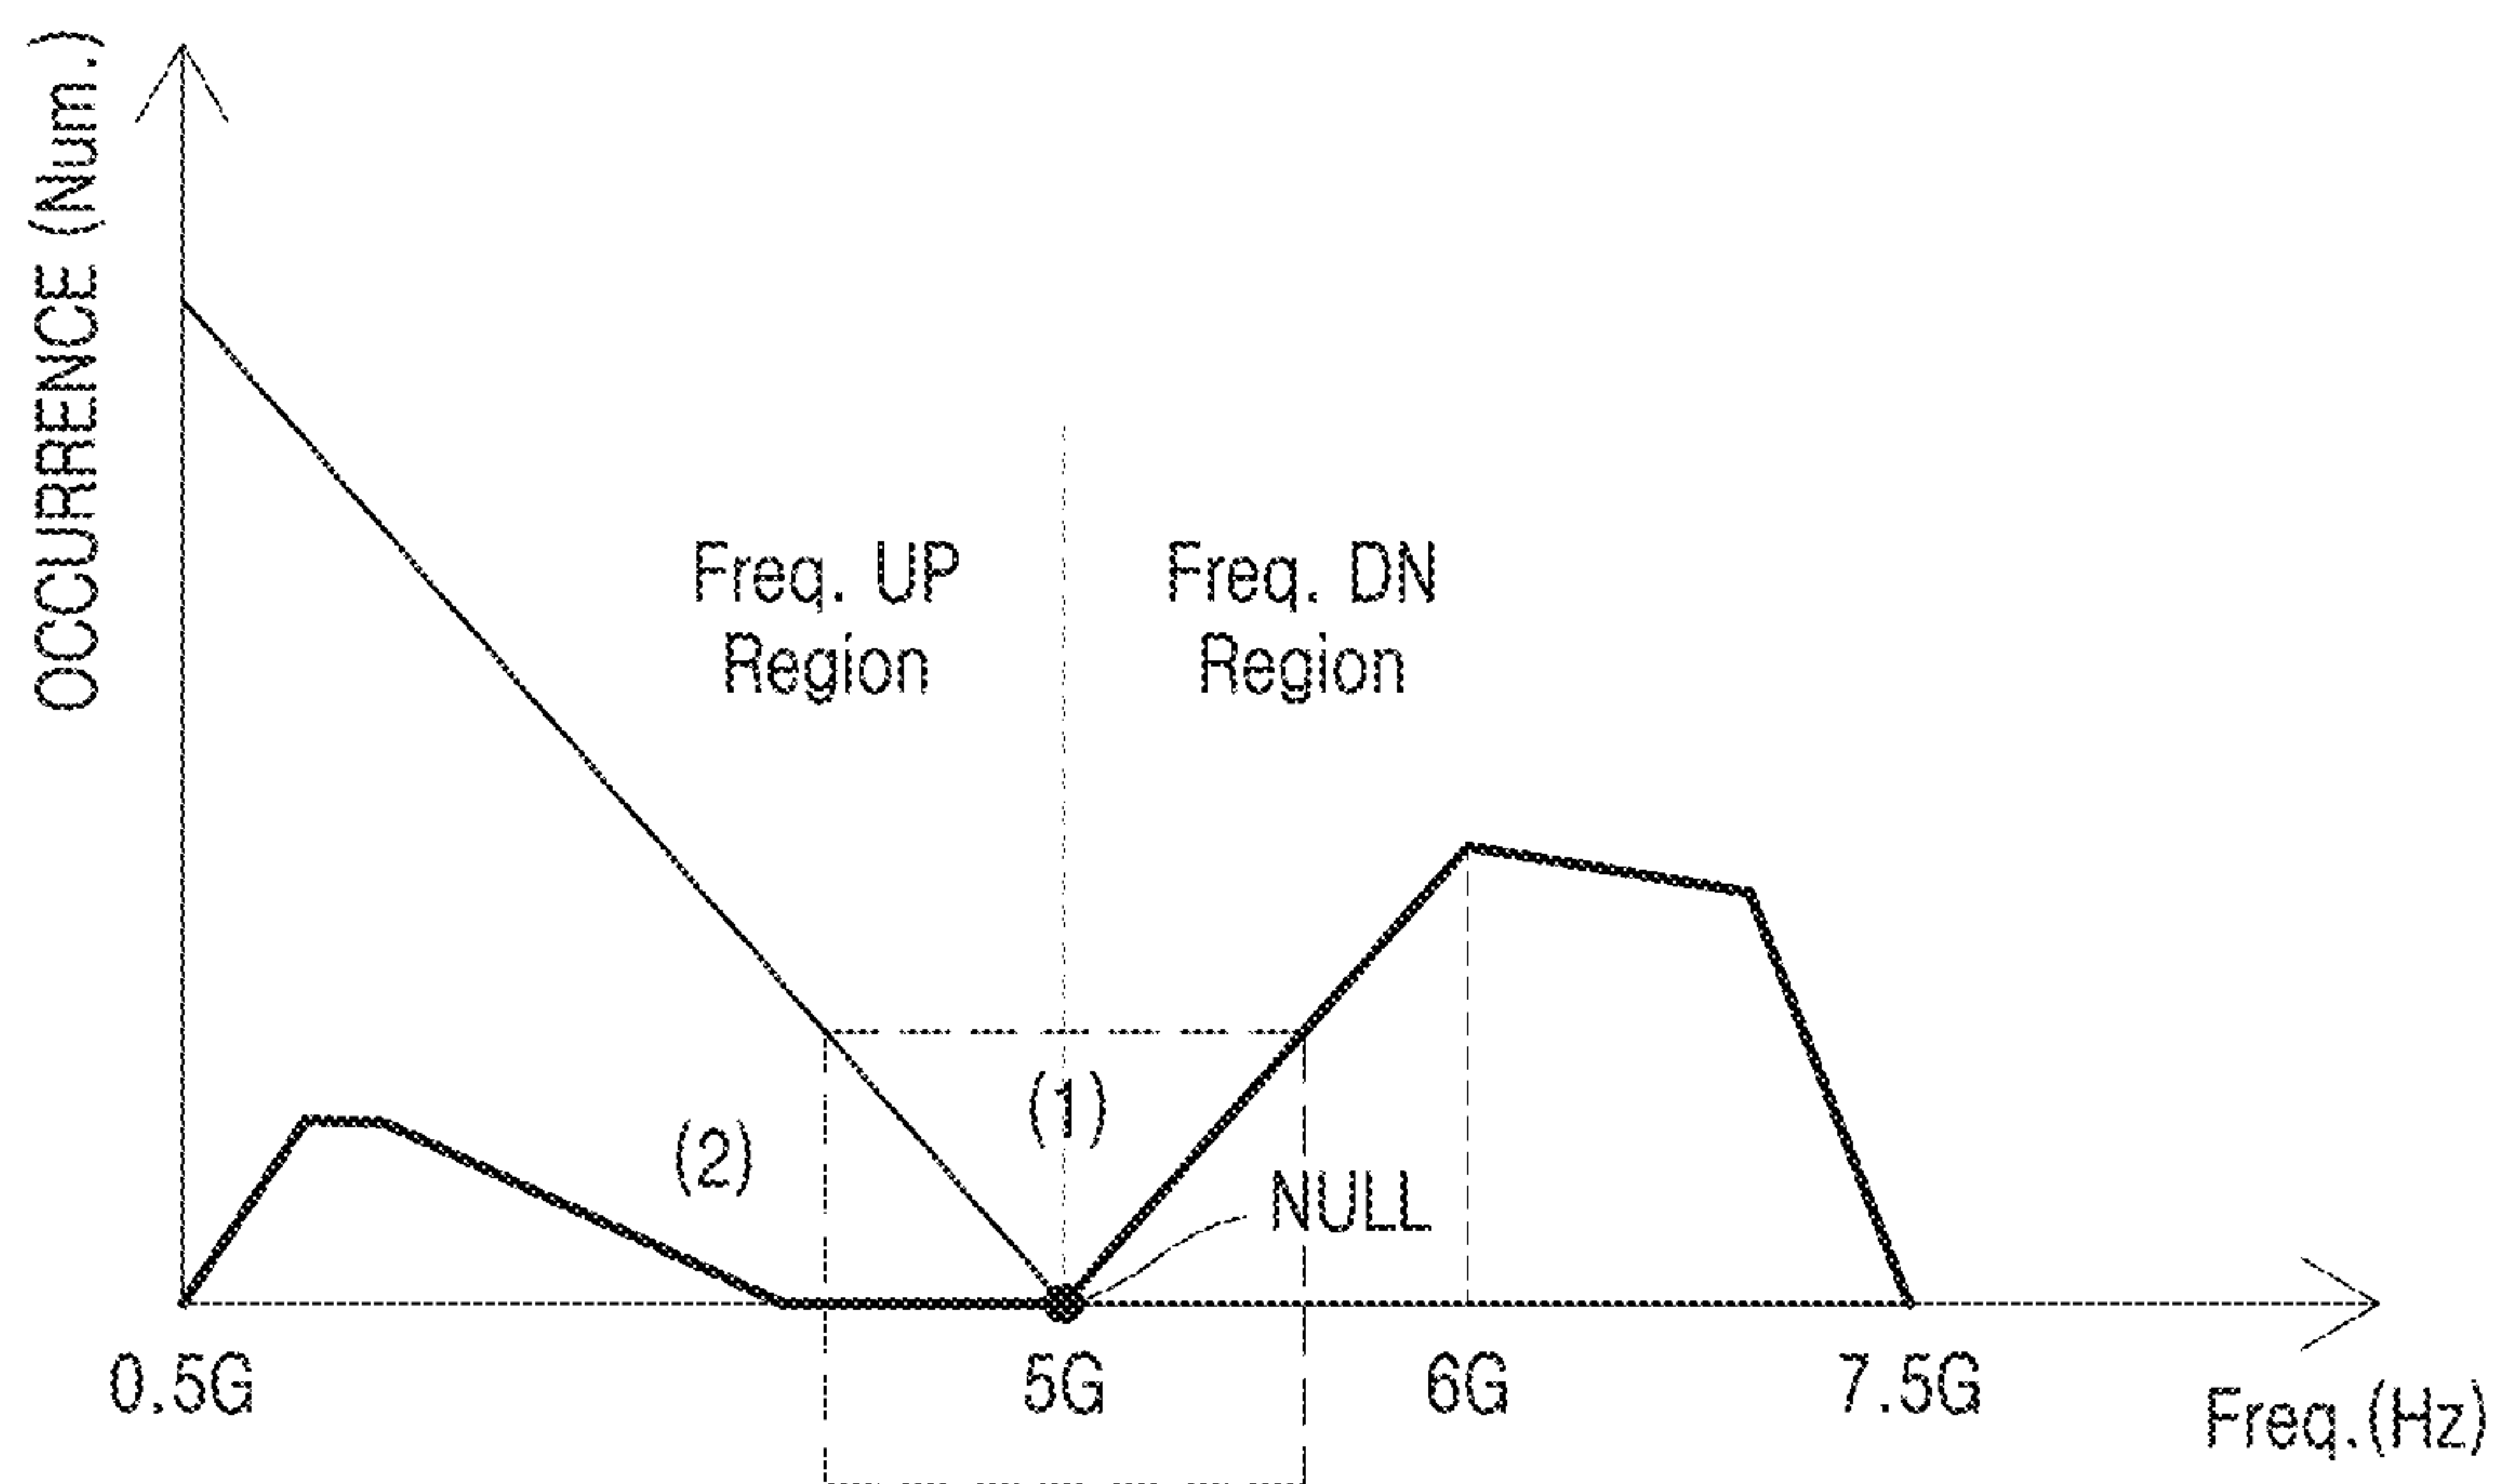 OCCURRENCE (Num.)
Freq. UP
Region
Freq. DN
Region
(1)
(2)
NULL
0.5G
5G
6G
7.5G
Freq.(Hz)